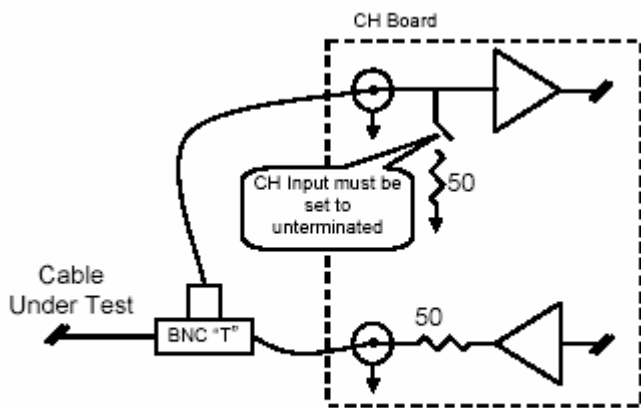 CH Board
CH Input must be
set to
unterminated
50
Cable
Under Test
BNC "T"
50